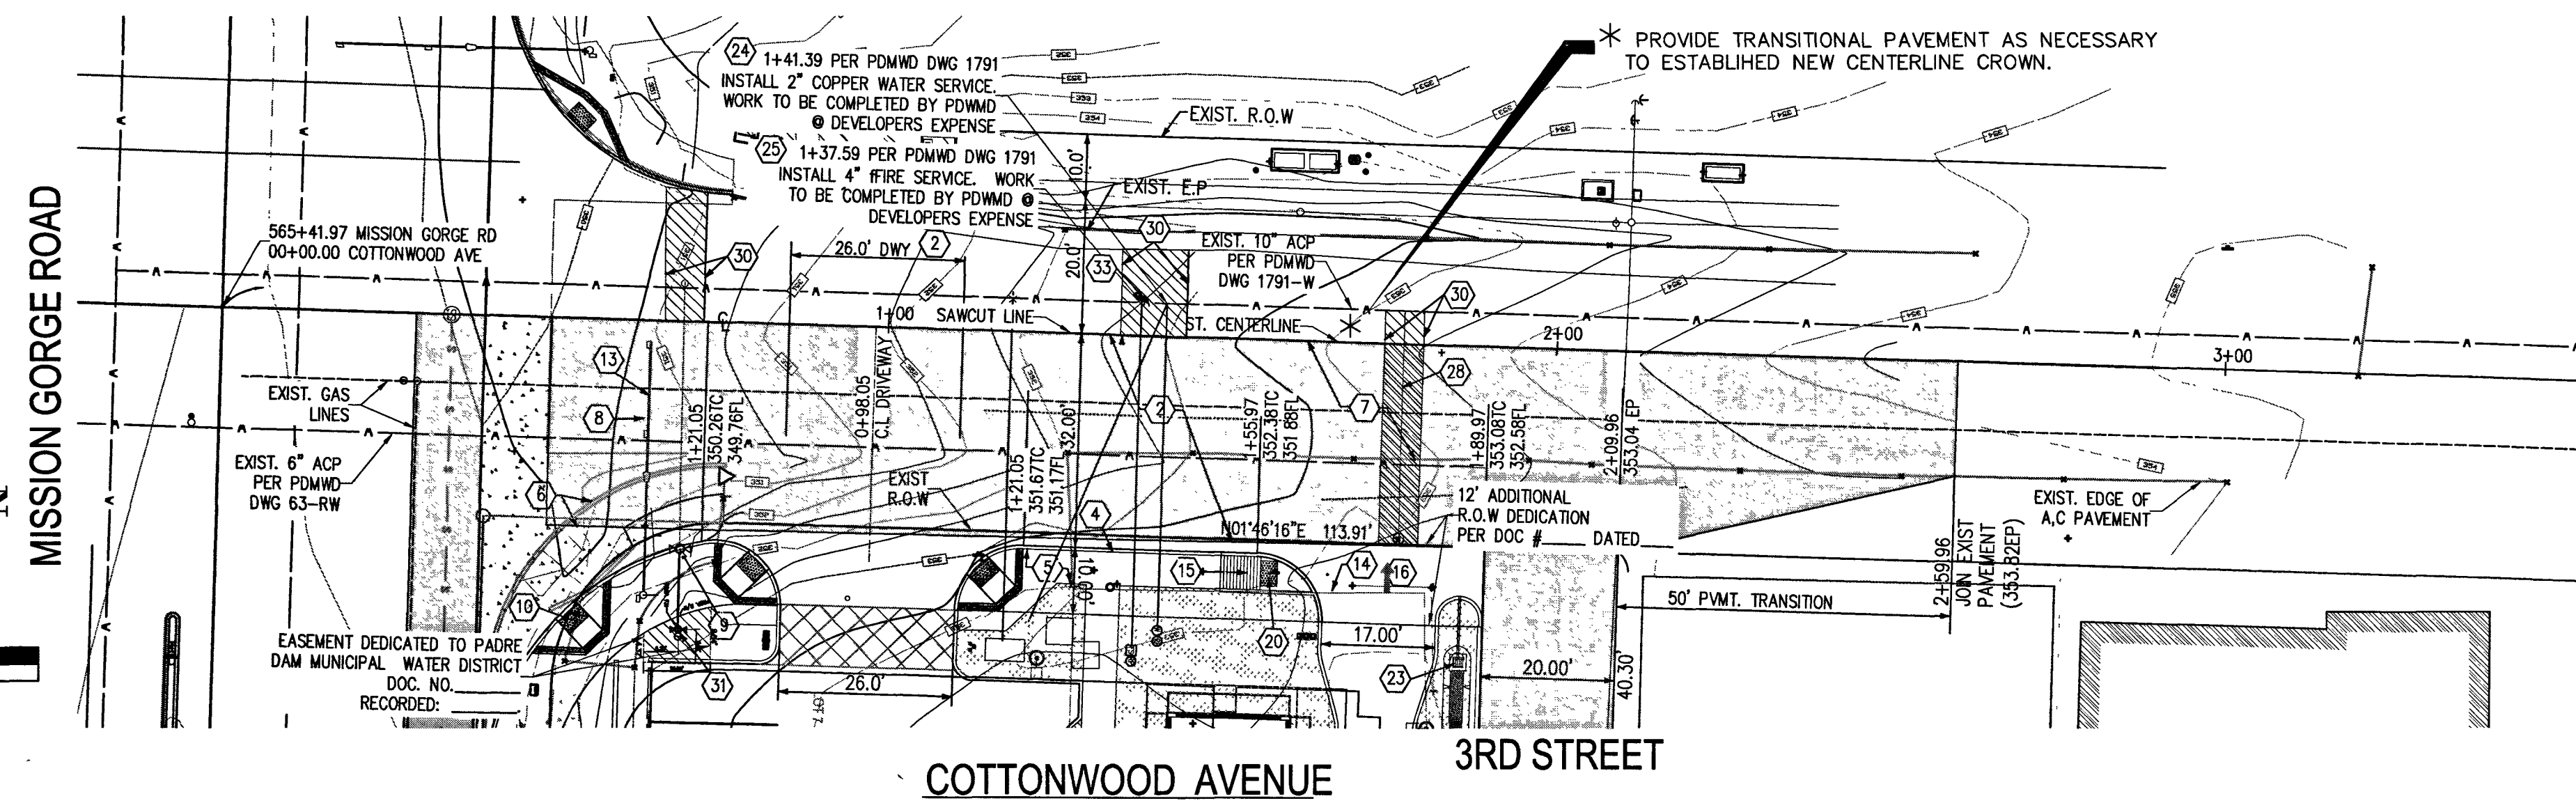 24
1+41.39 PER PDMWD DWG 1791
INSTALL 2" COPPER WATER SERVICE.
WORK TO BE COMPLETED BY PDWMD
@ DEVELOPERS EXPENSE
25
1+37.59 PER PDMWD DWG 1791
INSTALL 4" fFIRE SERVICE. WORK
TO BE COMPLETED BY PDWMD @
DEVELOPERS EXPENSE
* PROVIDE TRANSITIONAL PAVEMENT AS NECESSARY
TO ESTABLIHED NEW CENTERLINE CROWN.
EXIST. R.O.W
10.0'
EXIST. E.P
20.0'
MISSION GORGE ROAD
565+41.97 MISSION GORGE RD
00+00.00 COTTONWOOD AVE
30
26.0' DWY
2
30
33
EXIST. 10" ACP
PER PDMWD
DWG 1791-W
30
1+00
SAWCUT LINE
ST. CENTERLINE
*
2+00
3+00
13
8
EXIST. GAS
LINES
EXIST. 6" ACP
PER PDMWD
DWG 63-RW
1+21.05
350.26TC
349.76FL
0+98.05
C.L DRIVEWAY
1+21.05
351.67TC
351.17FL
32.00'
2
1+55.97
352.38TC
351 88FL
7
28
1+89.97
353.08TC
352.58FL
2+09.96
353.04 EP
6
EXIST
R.O.W
4
N01°46'16"E 113.91'
12' ADDITIONAL
R.O.W DEDICATION
PER DOC #____ DATED
EXIST. EDGE OF
A,C PAVEMENT
2+59.96
JOIN EXIST
PAVEMENT
(353.82EP)
10
9
5
10.00'
15
14
16
20
50' PVMT. TRANSITION
EASEMENT DEDICATED TO PADRE
DAM MUNICIPAL WATER DISTRICT
DOC. NO.______
RECORDED: ______
31
26.0'
17.00'
23
20.00'
40.30'
3RD STREET
COTTONWOOD AVENUE